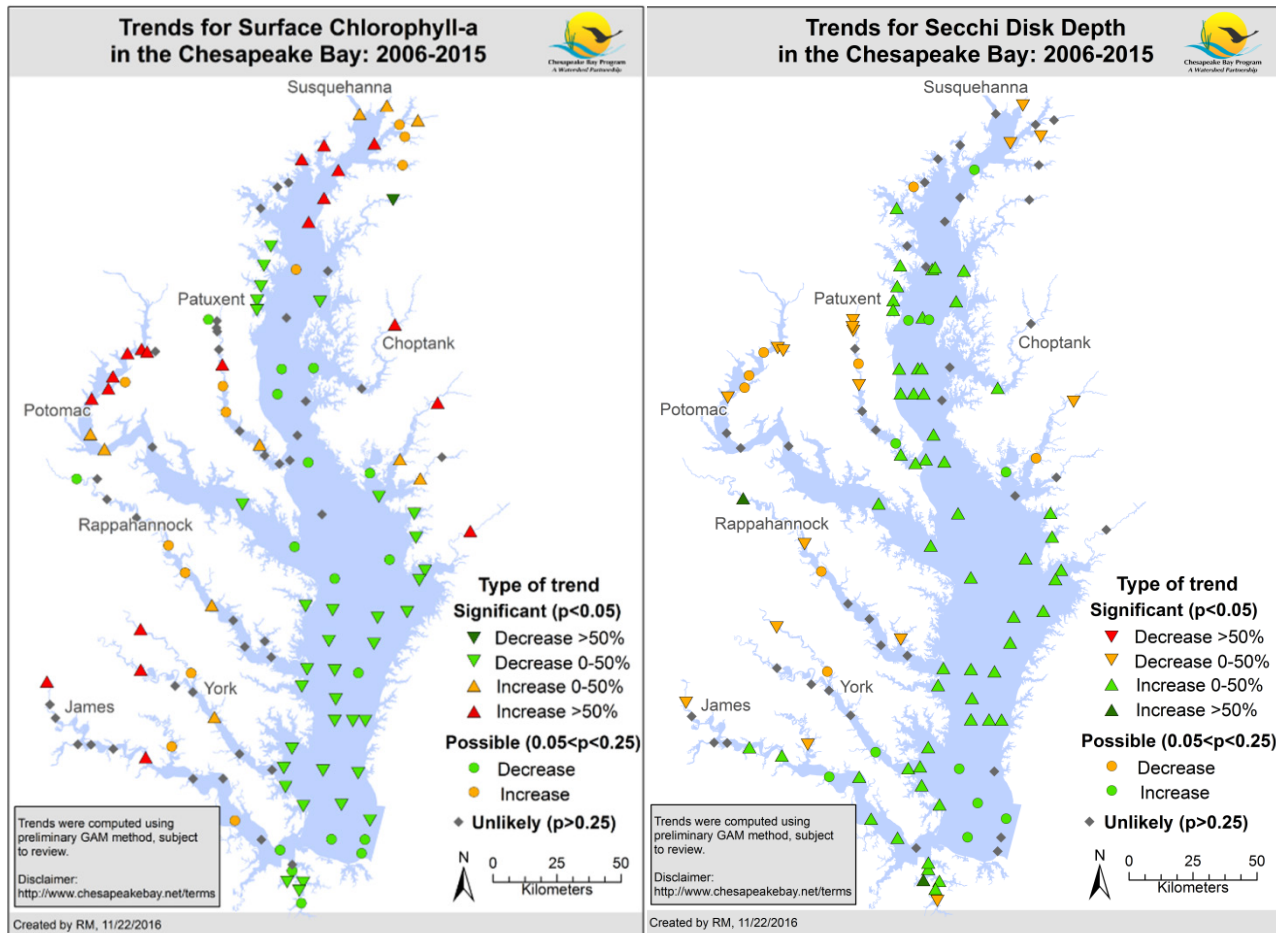 Trends for Surface Chlorophyll-a
in the Chesapeake Bay: 2006-2015
Chesapeake Bay Program
A Watershed Partnership
Susquehanna
Patuxent
Choptank
Potomac
Rappahannock
York
James
Type of trend
Significant (p<0.05)
Decrease >50%
Decrease 0-50%
Increase 0-50%
Increase >50%
Possible (0.05<p<0.25)
Decrease
Increase
Unlikely (p>0.25)
Trends were computed using
preliminary GAM method, subject
to review.
Disclaimer:
http://www.chesapeakebay.net/terms
N
0 25 50
Kilometers
Created by RM, 11/22/2016
Trends for Secchi Disk Depth
in the Chesapeake Bay: 2006-2015
Chesapeake Bay Program
A Watershed Partnership
Susquehanna
Patuxent
Choptank
Potomac
Rappahannock
York
James
Type of trend
Significant (p<0.05)
Decrease >50%
Decrease 0-50%
Increase 0-50%
Increase >50%
Possible (0.05<p<0.25)
Decrease
Increase
Unlikely (p>0.25)
Trends were computed using
preliminary GAM method, subject
to review.
Disclaimer:
http://www.chesapeakebay.net/terms
N
0 25 50
Kilometers
Created by RM, 11/22/2016